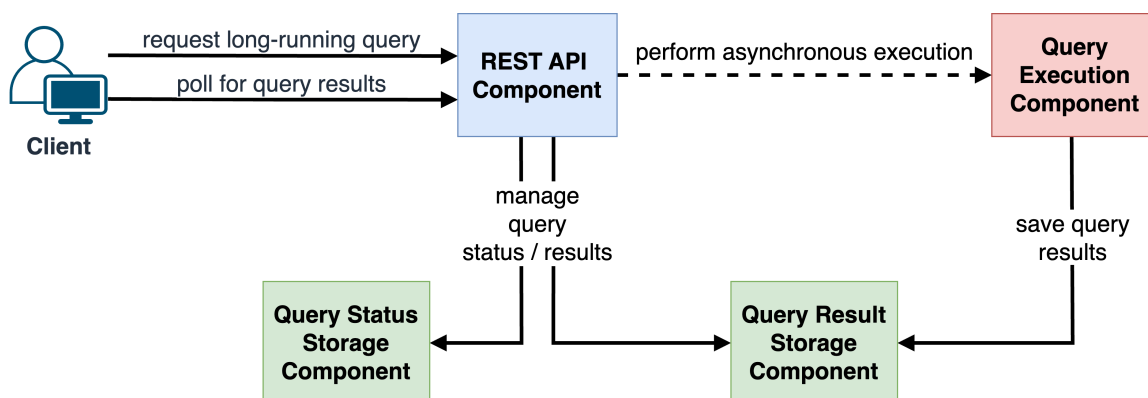 request long-running query
poll for query results
Client
REST API
Component
perform asynchronous execution
Query
Execution
Component
manage
query
status / results
save query
results
Query Status
Storage
Component
Query Result
Storage
Component